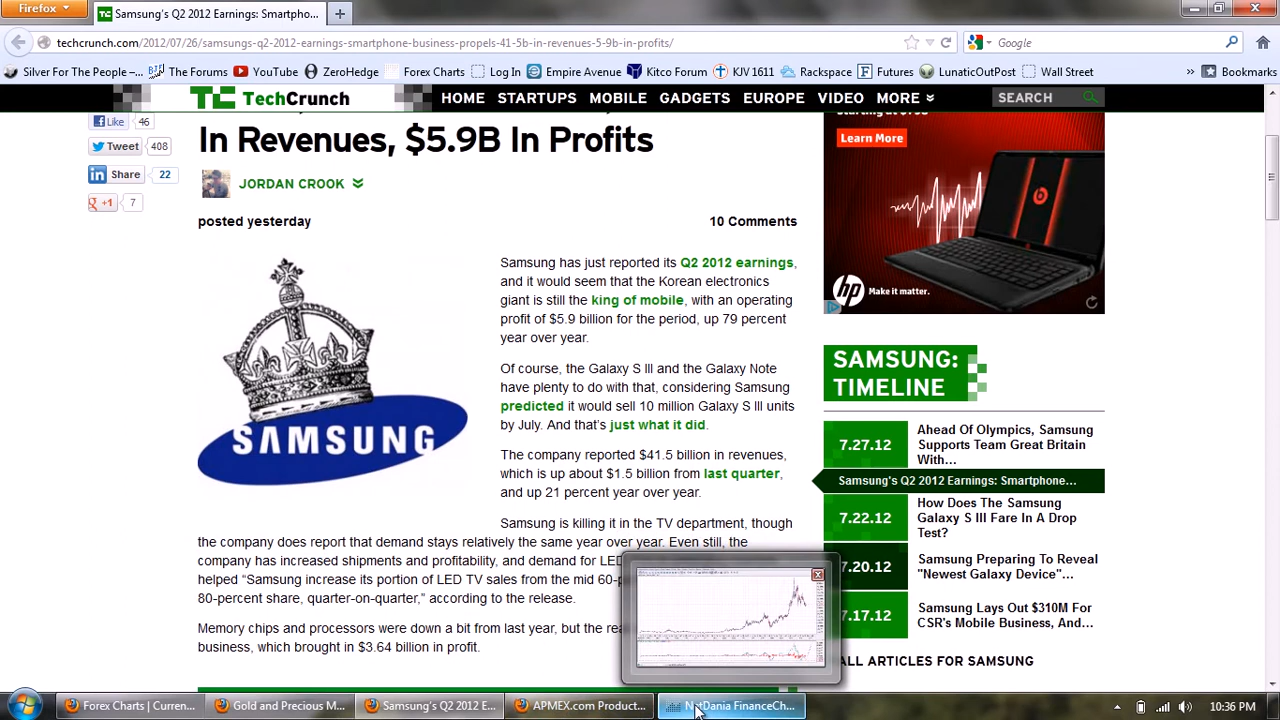 Firefox
Samsung's Q2 2012 Earnings: Smartpho...
techcrunch.com/2012/07/26/samsungs-q2-2012-earnings-smartphone-business-propels-41-5b-in-revenues-5-9b-in-profits/
Google
Silver For The People –...
The Forums
YouTube
ZeroHedge
Forex Charts
Log In
Empire Avenue
Kitco Forum
KJV 1611
Rackspace
Futures
LunaticOutPost
Wall Street
Bookmarks
TC TechCrunch
HOME STARTUPS MOBILE GADGETS EUROPE VIDEO MORE
SEARCH
Like 46
Tweet 408
in Share 22
g +1 7
In Revenues, $5.9B In Profits
JORDAN CROOK
posted yesterday
10 Comments
SAMSUNG
Samsung has just reported its Q2 2012 earnings,
and it would seem that the Korean electronics
giant is still the king of mobile, with an operating
profit of $5.9 billion for the period, up 79 percent
year over year.
Of course, the Galaxy S III and the Galaxy Note
have plenty to do with that, considering Samsung
predicted it would sell 10 million Galaxy S III units
by July. And that's just what it did.
The company reported $41.5 billion in revenues,
which is up about $1.5 billion from last quarter,
and up 21 percent year over year.
Samsung is killing it in the TV department, though
the company does report that demand stays relatively the same year over year. Even still, the
company has increased shipments and profitability, and demand for LED
helped "Samsung increase its portion of LED TV sales from the mid 60-p
80-percent share, quarter-on-quarter," according to the release.
Memory chips and processors were down a bit from last year, but the rea
business, which brought in $3.64 billion in profit.
Learn More
hp
Make it matter.
SAMSUNG:
TIMELINE
7.27.12
Ahead Of Olympics, Samsung
Supports Team Great Britain
With...
Samsung's Q2 2012 Earnings: Smartphone...
7.22.12
How Does The Samsung
Galaxy S III Fare In A Drop
Test?
7.20.12
Samsung Preparing To Reveal
"Newest Galaxy Device"...
7.17.12
Samsung Lays Out $310M For
CSR's Mobile Business, And...
ALL ARTICLES FOR SAMSUNG
Forex Charts | Curren...
Gold and Precious M...
Samsung's Q2 2012 E...
APMEX.com Product...
NetDania FinanceCh...
10:36 PM